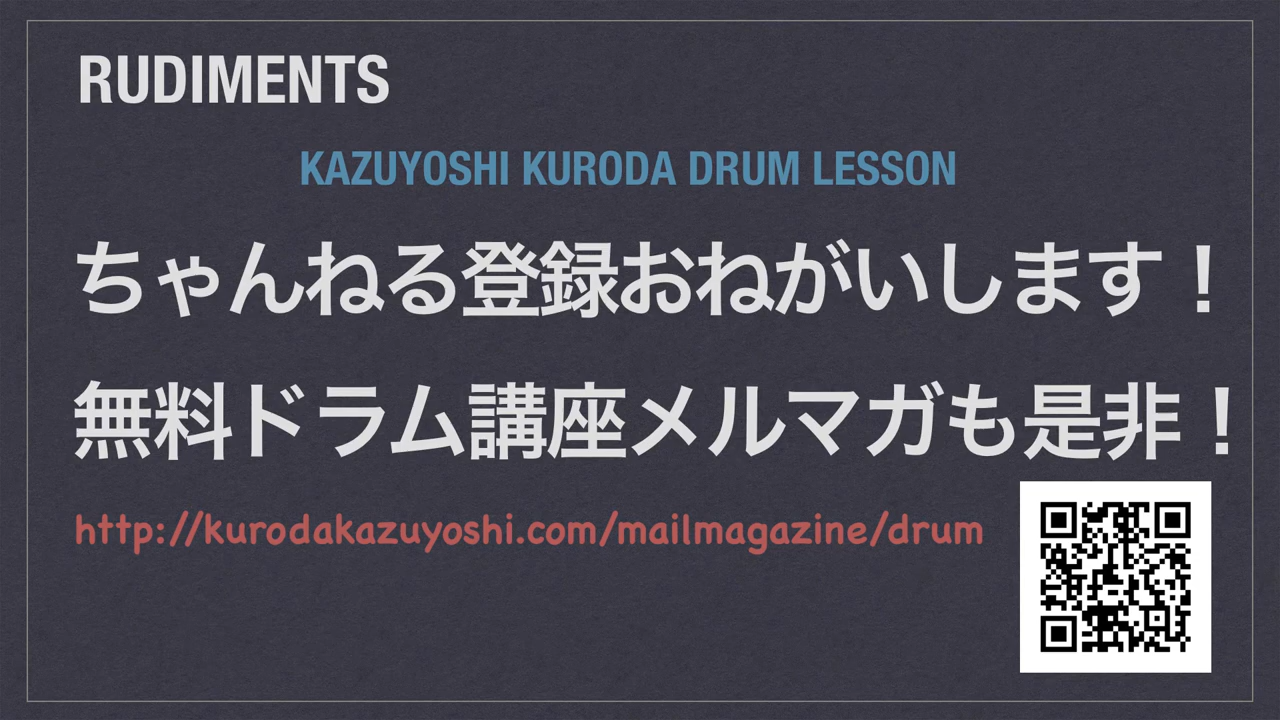 RUDIMENTS
KAZUYOSHI KURODA DRUM LESSON
ちゃんねる登録おねがいします！
無料ドラム講座メルマガも是非！
http://kurodakazuyoshi.com/mailmagazine/drum